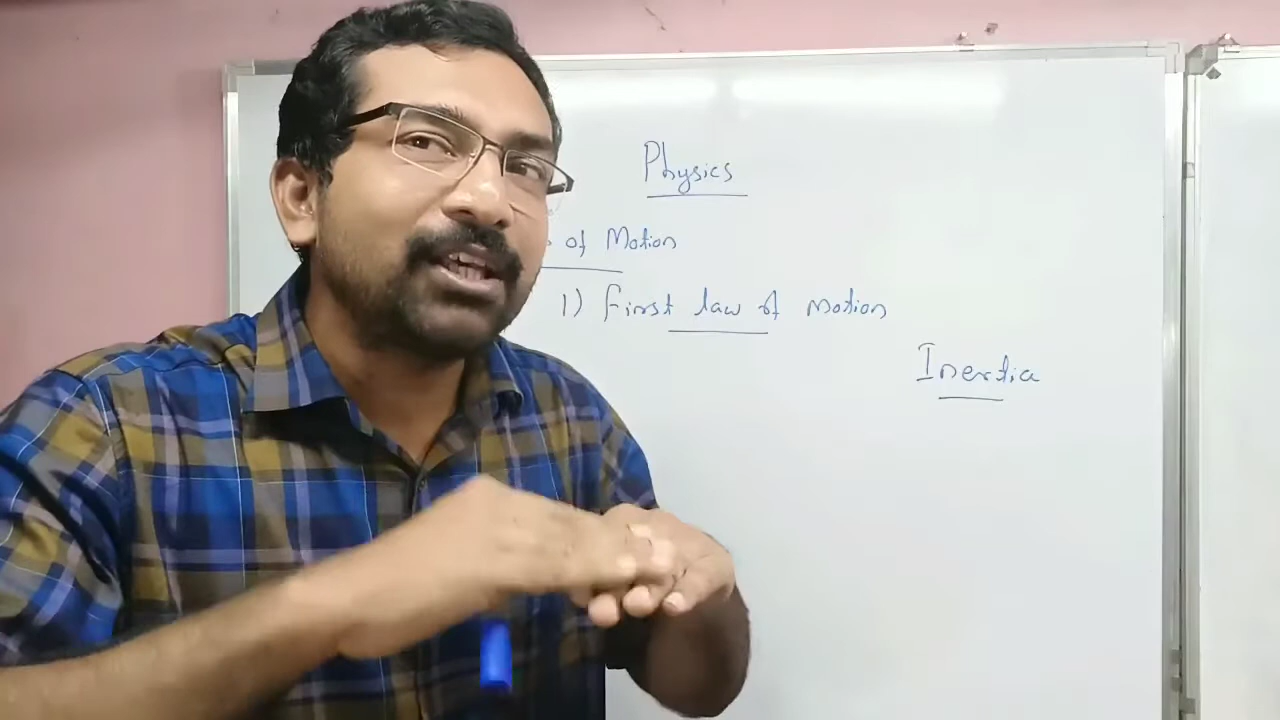 Physics
of Motion
1) First law of motion
Inertia